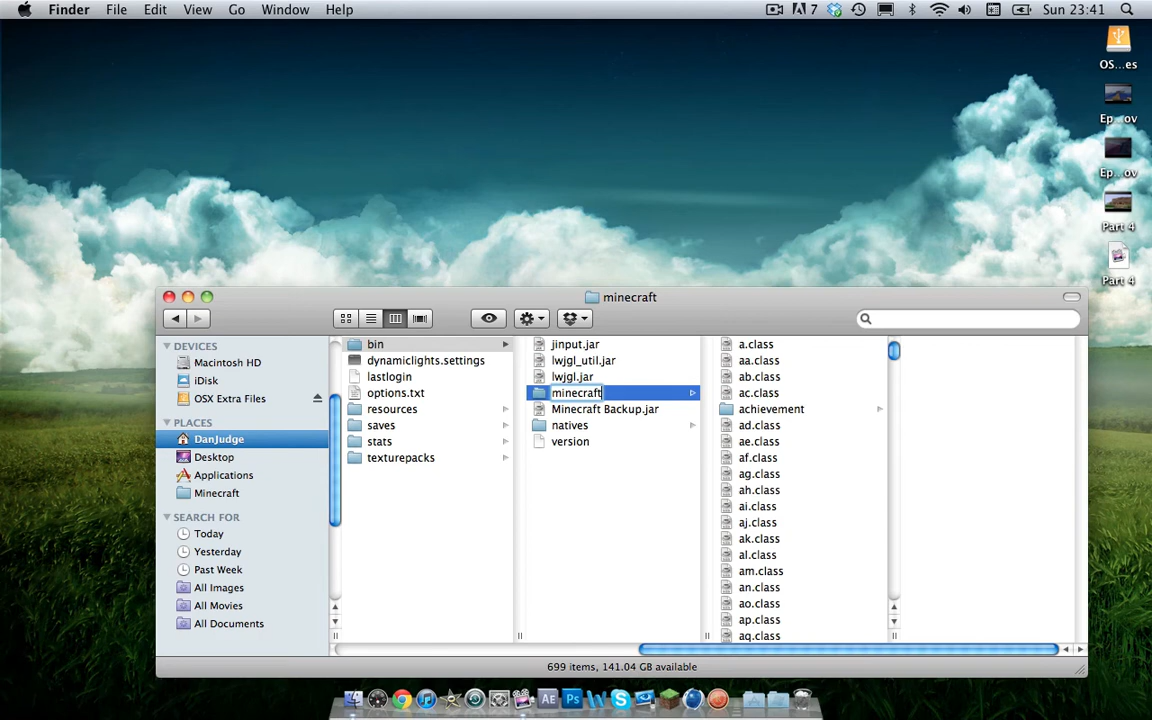 Finder File Edit View Go Window Help 7 Sun 23:41
OS...es
Ep...ov
Ep...ov
Part 4
Part 4
minecraft
DEVICES
Macintosh HD
iDisk
OSX Extra Files
PLACES
DanJudge
Desktop
Applications
Minecraft
SEARCH FOR
Today
Yesterday
Past Week
All Images
All Movies
All Documents
bin
dynamiclights.settings
lastlogin
options.txt
resources
saves
stats
texturepacks
jinput.jar
lwjgl_util.jar
lwjgl.jar
minecraft
Minecraft Backup.jar
natives
version
a.class
aa.class
ab.class
ac.class
achievement
ad.class
ae.class
af.class
ag.class
ah.class
ai.class
aj.class
ak.class
al.class
am.class
an.class
ao.class
ap.class
aq.class
699 items, 141.04 GB available
AE Ps W S